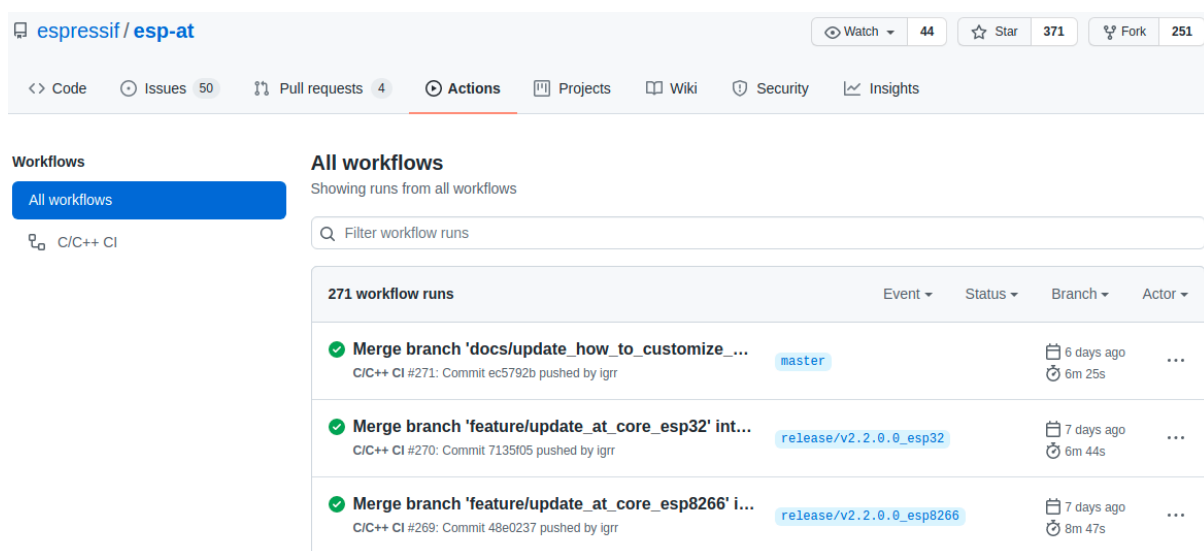 espressif / esp-at
Watch 44 Star 371 Fork 251
Code Issues 50 Pull requests 4 Actions Projects Wiki Security Insights
Workflows
All workflows
C/C++ CI
All workflows
Showing runs from all workflows
Filter workflow runs
271 workflow runs Event Status Branch Actor
Merge branch 'docs/update_how_to_customize_...
C/C++ CI #271: Commit ec5792b pushed by igrr
master
6 days ago
6m 25s
Merge branch 'feature/update_at_core_esp32' int...
C/C++ CI #270: Commit 7135f05 pushed by igrr
release/v2.2.0.0_esp32
7 days ago
6m 44s
Merge branch 'feature/update_at_core_esp8266' i...
C/C++ CI #269: Commit 48e0237 pushed by igrr
release/v2.2.0.0_esp8266
7 days ago
8m 47s